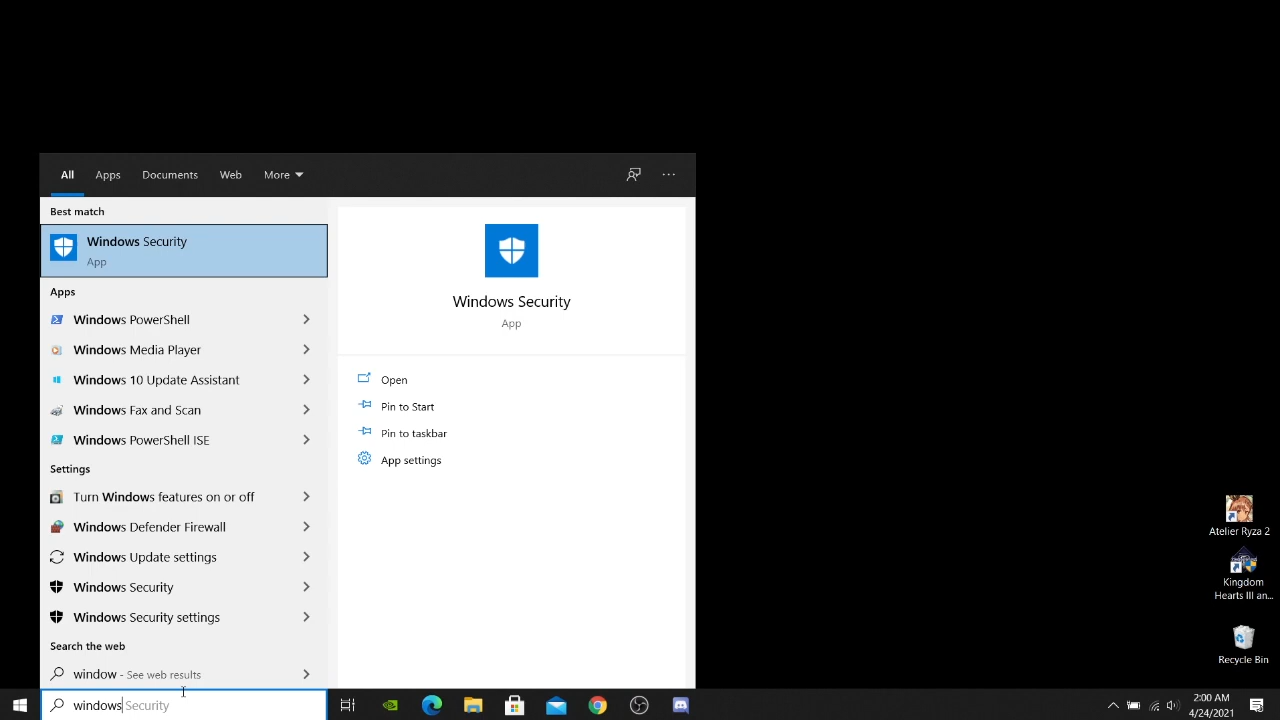 All
Apps
Documents
Web
More
Best match
Windows Security
App
Apps
Windows PowerShell
Windows Media Player
Windows 10 Update Assistant
Windows Fax and Scan
Windows PowerShell ISE
Settings
Turn Windows features on or off
Windows Defender Firewall
Windows Update settings
Windows Security
Windows Security settings
Search the web
window - See web results
windows Security
Windows Security
App
Open
Pin to Start
Pin to taskbar
App settings
Atelier Ryza 2
Kingdom
Hearts III an...
Recycle Bin
2:00 AM
4/24/2021